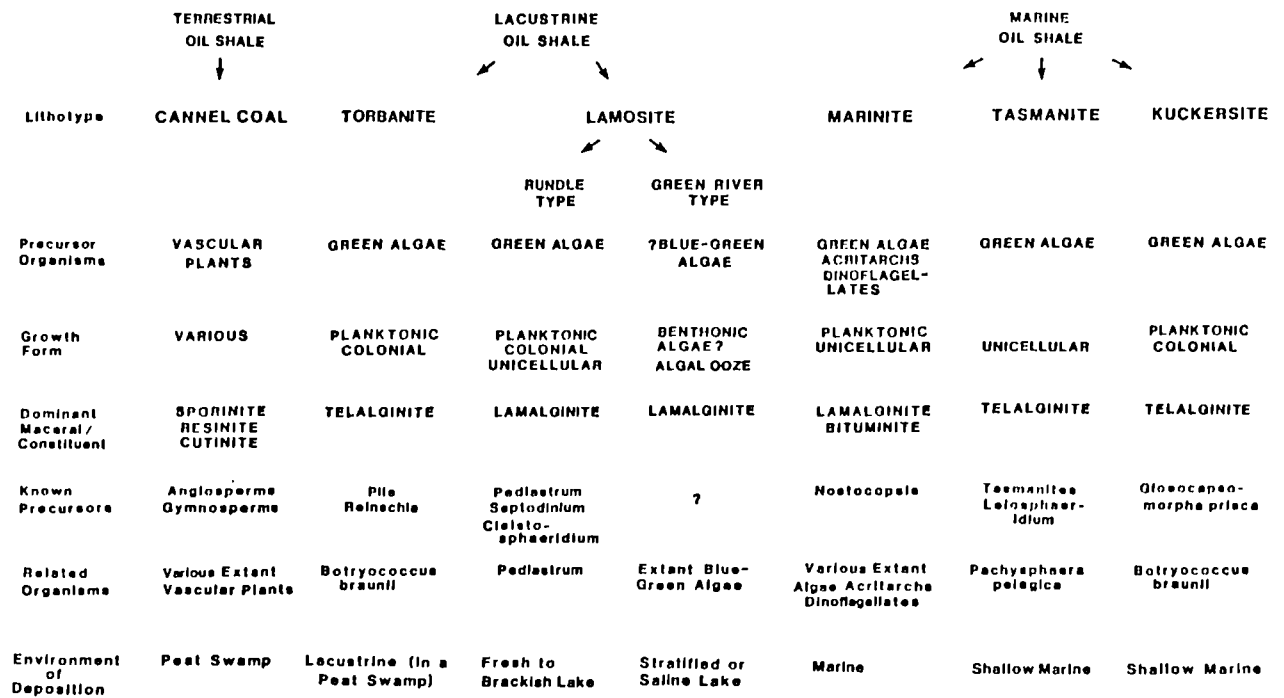 TERRESTRIAL LACUSTRINE MARINE
OIL SHALE OIL SHALE OIL SHALE
Lithotype CANNEL COAL TORBANITE LAMOSITE MARINITE TASMANITE KUCKERSITE
RUNDLE GREEN RIVER
TYPE TYPE
Precursor VASCULAR GREEN ALGAE GREEN ALGAE ?BLUE-GREEN GREEN ALGAE GREEN ALGAE GREEN ALGAE
Organisms PLANTS ALGAE ACRITARCHS
DINOFLAGEL-
LATES
Growth VARIOUS PLANKTONIC PLANKTONIC BENTHONIC PLANKTONIC UNICELLULAR PLANKTONIC
Form COLONIAL COLONIAL ALGAE? UNICELLULAR COLONIAL
UNICELLULAR ALGAL OOZE
Dominant SPORINITE TELALGINITE LAMALGINITE LAMALGINITE LAMALGINITE TELALGINITE TELALGINITE
Maceral/ RESINITE BITUMINITE
Constituent CUTINITE
Known Angiosperms Pila Pediastrum ? Nostocopsis Tasmanites Gloeocapso-
Precursors Gymnosperms Reinschia Septodinium Leiosphaer- morpha prisca
Cleisto- idium
sphaeridium
Related Various Extant Botryococcus Pediastrum Extant Blue- Various Extant Pachysphaera Botryococcus
Organisms Vascular Plants braunii Green Algae Algae Acritarchs pelagica braunii
Dinoflagellates
Environment Peat Swamp Lacustrine (In a Fresh to Stratified or Marine Shallow Marine Shallow Marine
of Peat Swamp) Brackish Lake Saline Lake
Deposition